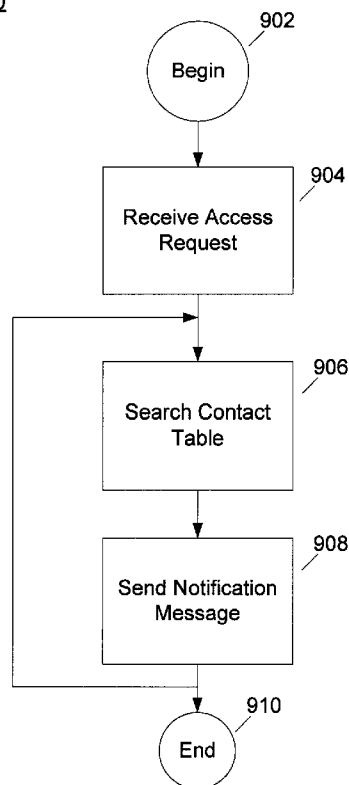 902
Begin
904
Receive Access
Request
906
Search Contact
Table
908
Send Notification
Message
910
End